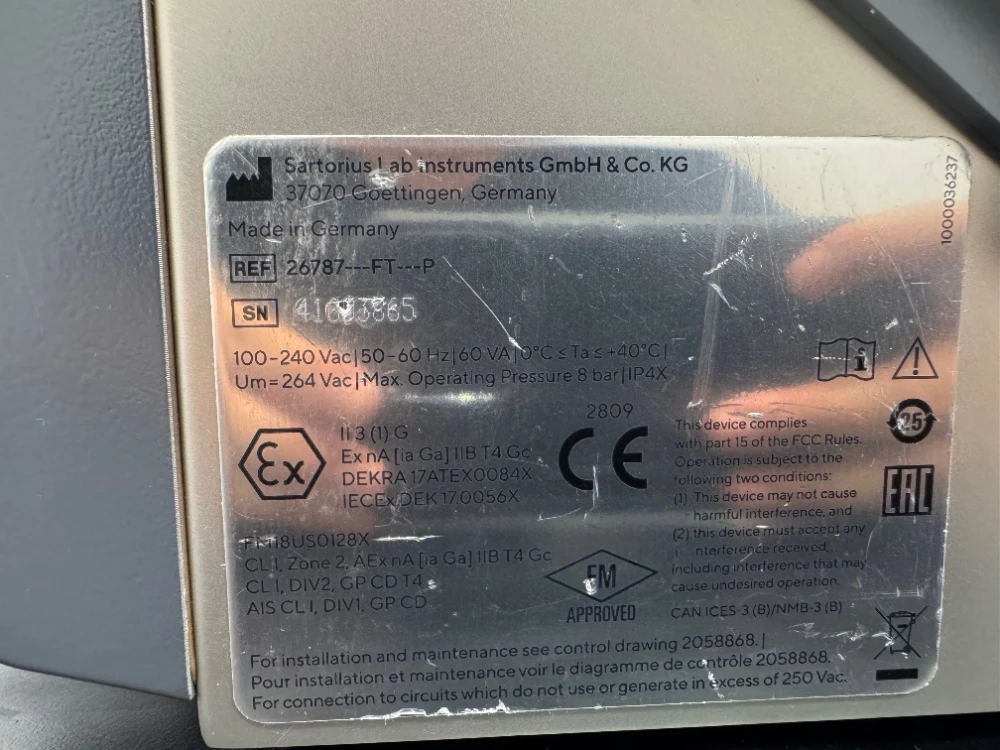 Sartorius Lab Instruments GmbH & Co. KG
37070 Goettingen, Germany
Made in Germany
REF 26787---FT---P
SN
100-240 Vac|50-60 Hz|60 VA|0°C ≤ Ta ≤ +40°C|
Um = 264 Vac|Max. Operating Pressure 8 bar|IP4X
Ex
II 3 (1) G
Ex nA [ia Ga] IIB T4 Gc
DEKRA 17ATEX0084X
IECEx DEK 17.0056X
2809
CE
FM18US0128X
CL I, Zone 2, AEx nA [ia Ga] IIB T4 Gc
CL I, DIV2, GP CD T4
AIS CL I, DIV1, GP CD
FM
APPROVED
This device complies
with part 15 of the FCC Rules.
Operation is subject to the
following two conditions:
(1) This device may not cause
harmful interference, and
(2) this device must accept any
interference received,
including interference that may
cause undesired operation.
CAN ICES-3 (B)/NMB-3 (B)
25
EAC
1000036237
For installation and maintenance see control drawing 2058868. |
Pour installation et maintenance voir le diagramme de contrôle 2058868.
For connection to circuits which do not use or generate in excess of 250 Vac.